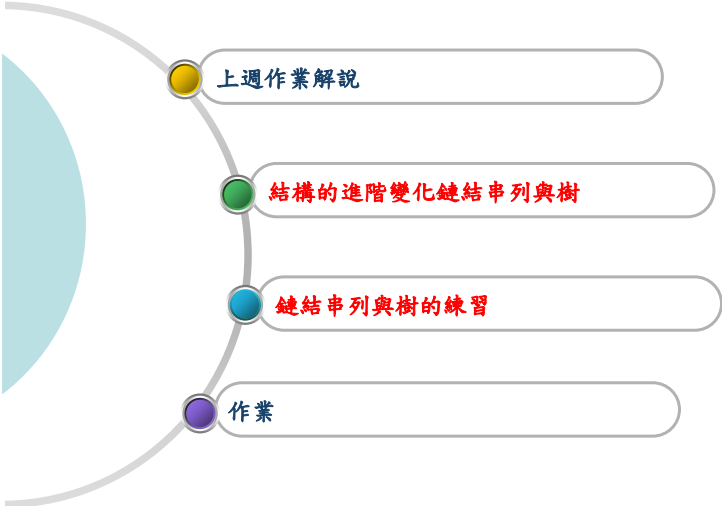 上週作業解說
結構的進階變化鏈結串列與樹
鏈結串列與樹的練習
作業